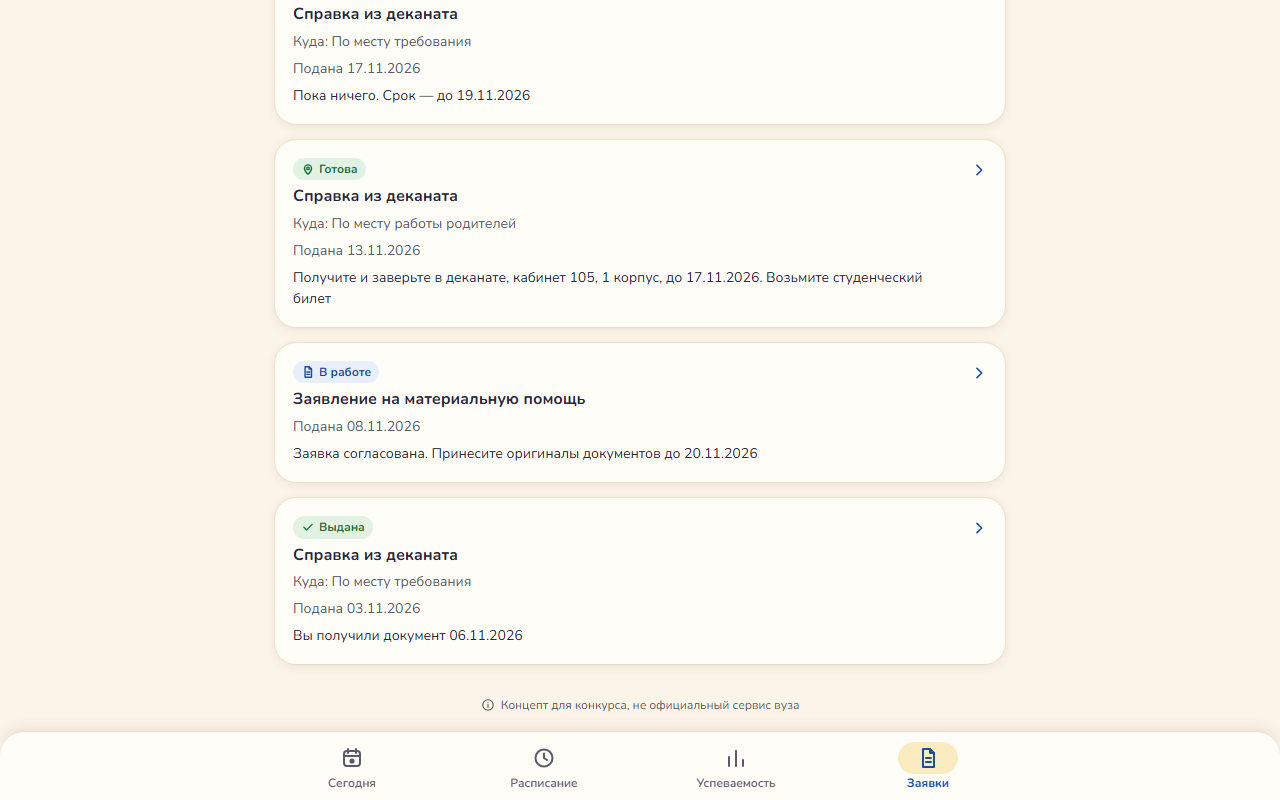 Справка из деканата
Куда: По месту требования
Подана 17.11.2026
Пока ничего. Срок — до 19.11.2026
Готова
Справка из деканата
Куда: По месту работы родителей
Подана 13.11.2026
Получите и заверьте в деканате, кабинет 105, 1 корпус, до 17.11.2026. Возьмите студенческий
билет
В работе
Заявление на материальную помощь
Подана 08.11.2026
Заявка согласована. Принесите оригиналы документов до 20.11.2026
Выдана
Справка из деканата
Куда: По месту требования
Подана 03.11.2026
Вы получили документ 06.11.2026
Концепт для конкурса, не официальный сервис вуза
Сегодня
Расписание
Успеваемость
Заявки